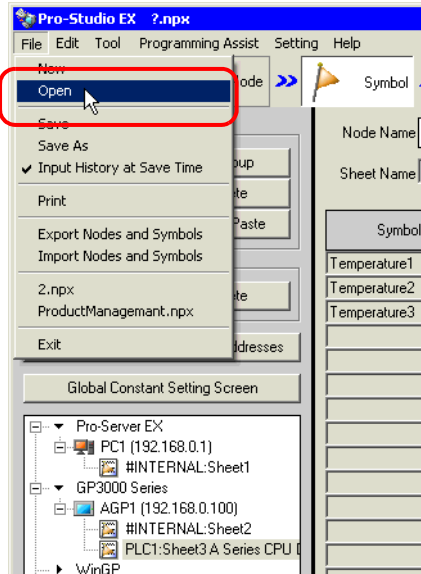 Pro-Studio EX ?.npx
File Edit Tool Programming Assist Setting Help
New
Open
Save
Save As
Input History at Save Time
Print
Export Nodes and Symbols
Import Nodes and Symbols
2.npx
ProductManagemant.npx
Exit
ode
Symbol
oup
te
Paste
te
ddresses
Global Constant Setting Screen
Pro-Server EX
PC1 (192.168.0.1)
#INTERNAL:Sheet1
GP3000 Series
AGP1 (192.168.0.100)
#INTERNAL:Sheet2
PLC1:Sheet3 A Series CPU
WinGP
Node Name
Sheet Name
Symbol
Temperature1
Temperature2
Temperature3